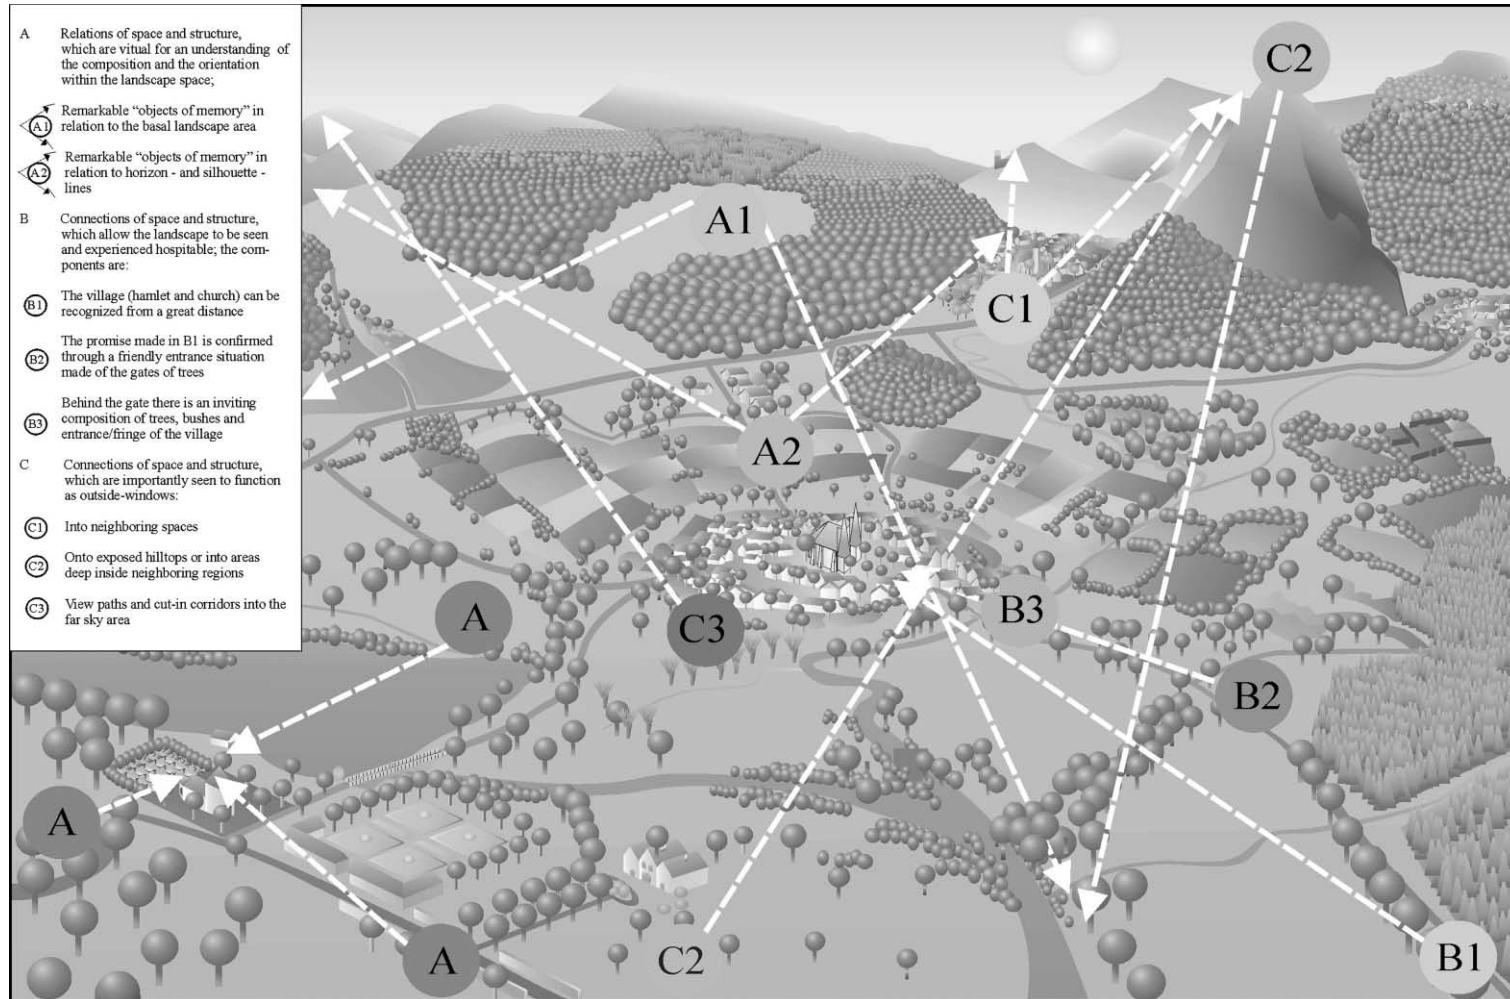 A Relations of space and structure,
which are vitual for an understanding of
the composition and the orientation
within the landscape space;
A1 Remarkable “objects of memory” in
relation to the basal landscape area
A2 Remarkable “objects of memory” in
relation to horizon - and silhouette -
lines
B Connections of space and structure,
which allow the landscape to be seen
and experienced hospitable; the com-
ponents are:
B1 The village (hamlet and church) can be
recognized from a great distance
B2 The promise made in B1 is confirmed
through a friendly entrance situation
made of the gates of trees
B3 Behind the gate there is an inviting
composition of trees, bushes and
entrance/fringe of the village
C Connections of space and structure,
which are importantly seen to function
as outside-windows:
C1 Into neighboring spaces
C2 Onto exposed hilltops or into areas
deep inside neighboring regions
C3 View paths and cut-in corridors into the
far sky area
C2
A1
C1
A2
A
C3
B3
B2
A
A
C2
B1